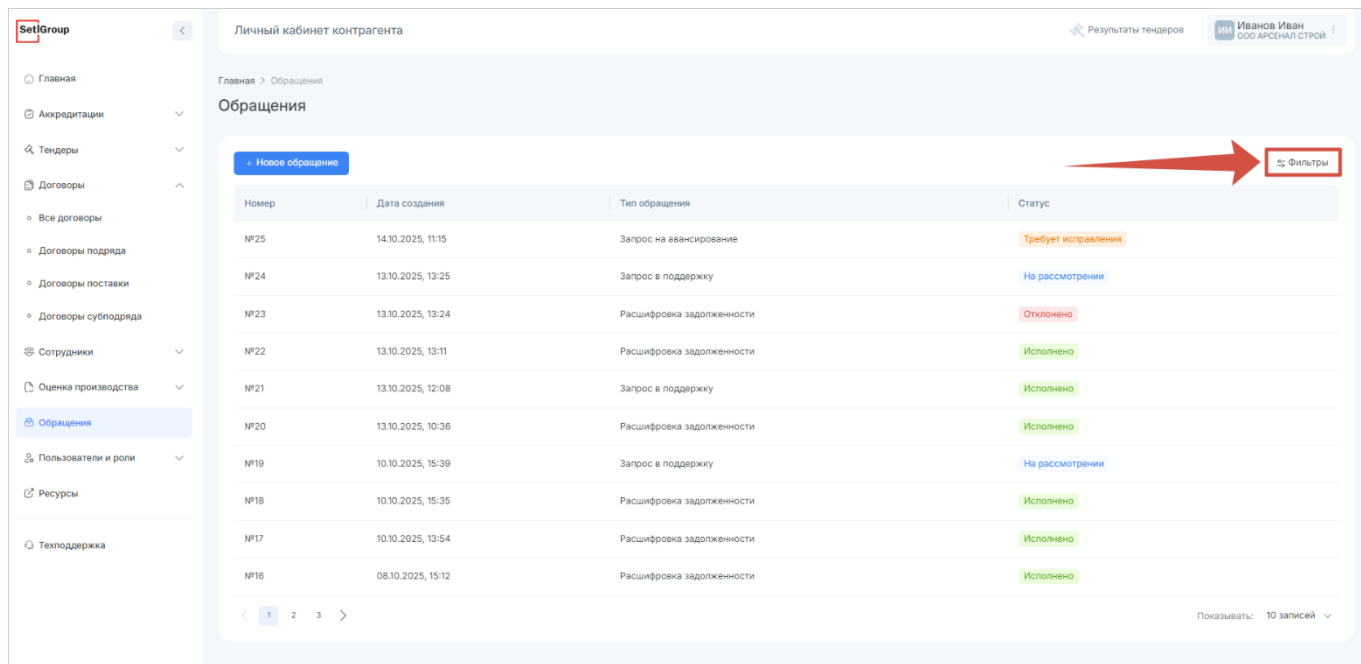 SetlGroup
Личный кабинет контрагента
Результаты тендеров
ИИ
Иванов Иван
ООО АРСЕНАЛ СТРОЙ
Главная
Аккредитации
Тендеры
Договоры
Все договоры
Договоры подряда
Договоры поставки
Договоры субподряда
Сотрудники
Оценка производства
Обращения
Пользователи и роли
Ресурсы
Техподдержка
Главная > Обращения
Обращения
+ Новое обращение
Фильтры
Номер Дата создания Тип обращения Статус
№25 14.10.2025, 11:15 Запрос на авансирование Требует исправления
№24 13.10.2025, 13:25 Запрос в поддержку На рассмотрении
№23 13.10.2025, 13:24 Расшифровка задолженности Отклонено
№22 13.10.2025, 13:11 Расшифровка задолженности Исполнено
№21 13.10.2025, 12:08 Запрос в поддержку Исполнено
№20 13.10.2025, 10:36 Расшифровка задолженности Исполнено
№19 10.10.2025, 15:39 Запрос в поддержку На рассмотрении
№18 10.10.2025, 15:35 Расшифровка задолженности Исполнено
№17 10.10.2025, 13:54 Расшифровка задолженности Исполнено
№16 08.10.2025, 15:12 Расшифровка задолженности Исполнено
1 2 3
Показывать: 10 записей